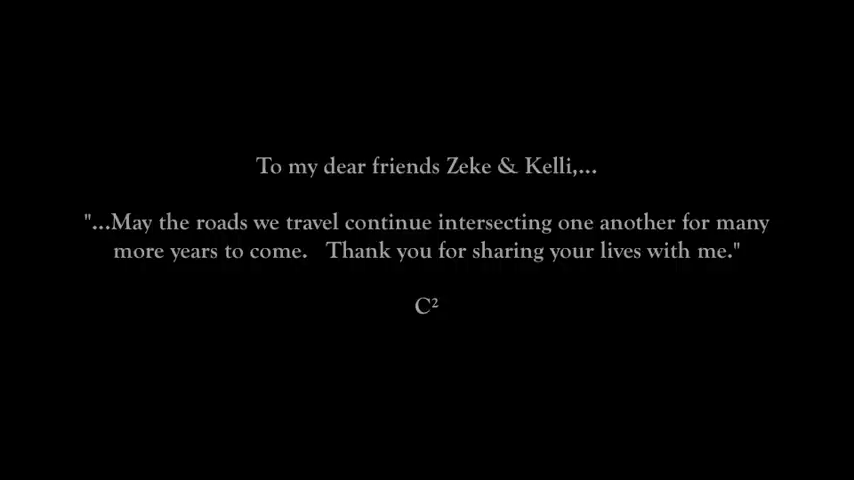 To my dear friends Zeke & Kelli,...
"...May the roads we travel continue intersecting one another for many
more years to come.   Thank you for sharing your lives with me."
C²